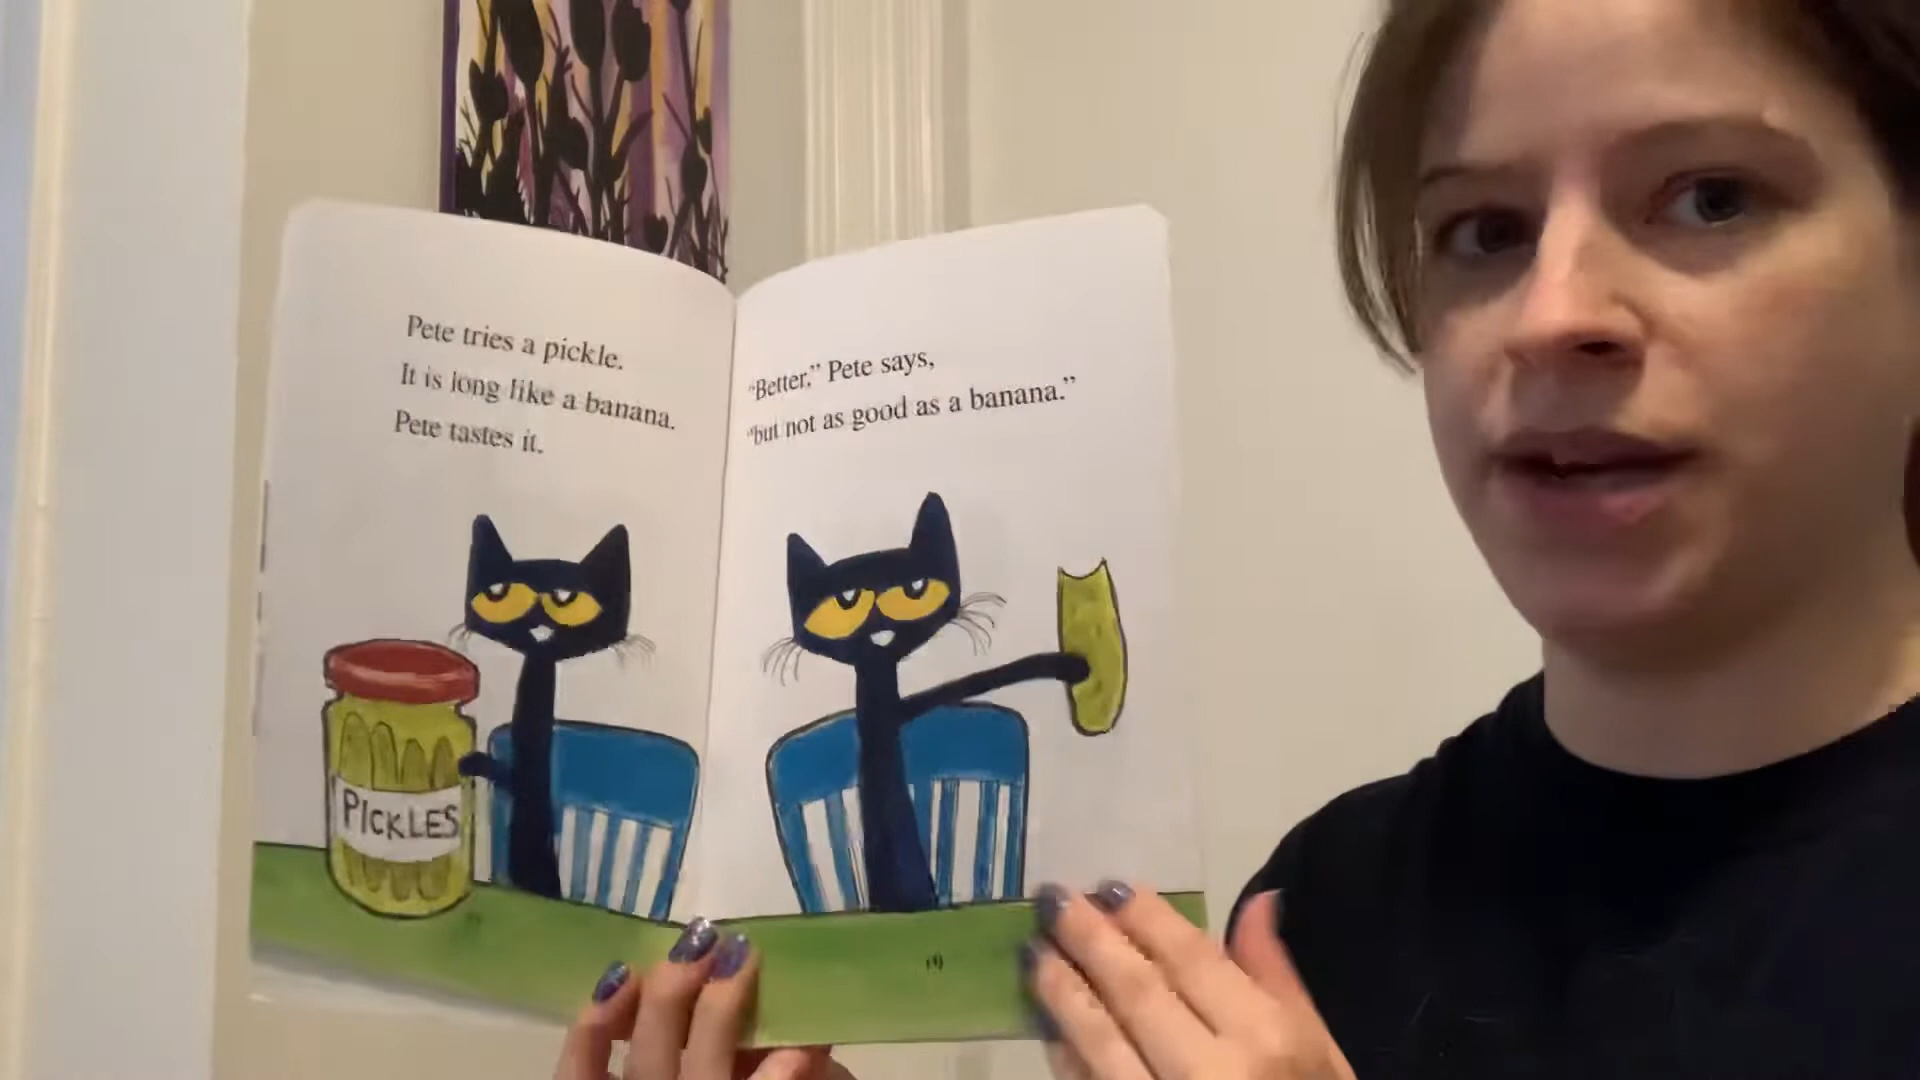 Pete tries a pickle.
It is long like a banana.
Pete tastes it.
PICKLES
“Better,” Pete says,
“but not as good as a banana.”